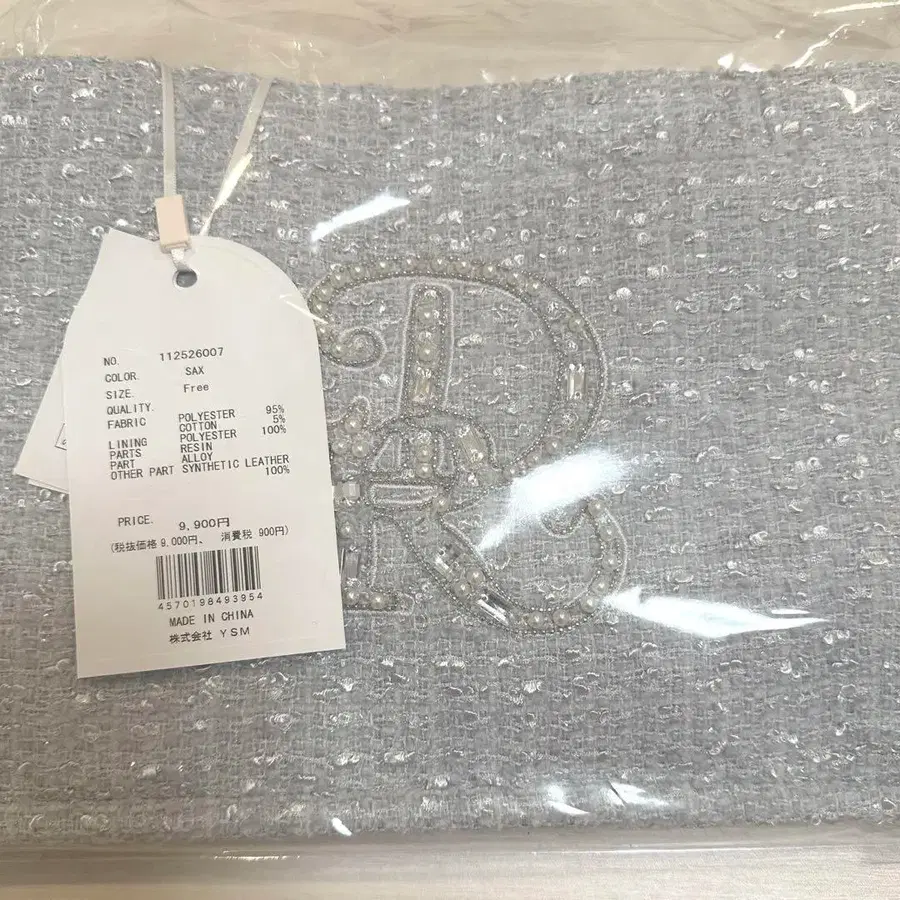 NO. 112526007
COLOR. SAX
SIZE. Free
QUALITY.
FABRIC POLYESTER 95%
COTTON 5%
LINING POLYESTER 100%
PARTS RESIN
PART ALLOY
OTHER PART SYNTHETIC LEATHER
100%
PRICE. 9,900円
(税抜価格 9,000円、 消費税 900円)
4570198493954
MADE IN CHINA
株式会社 YSM
R